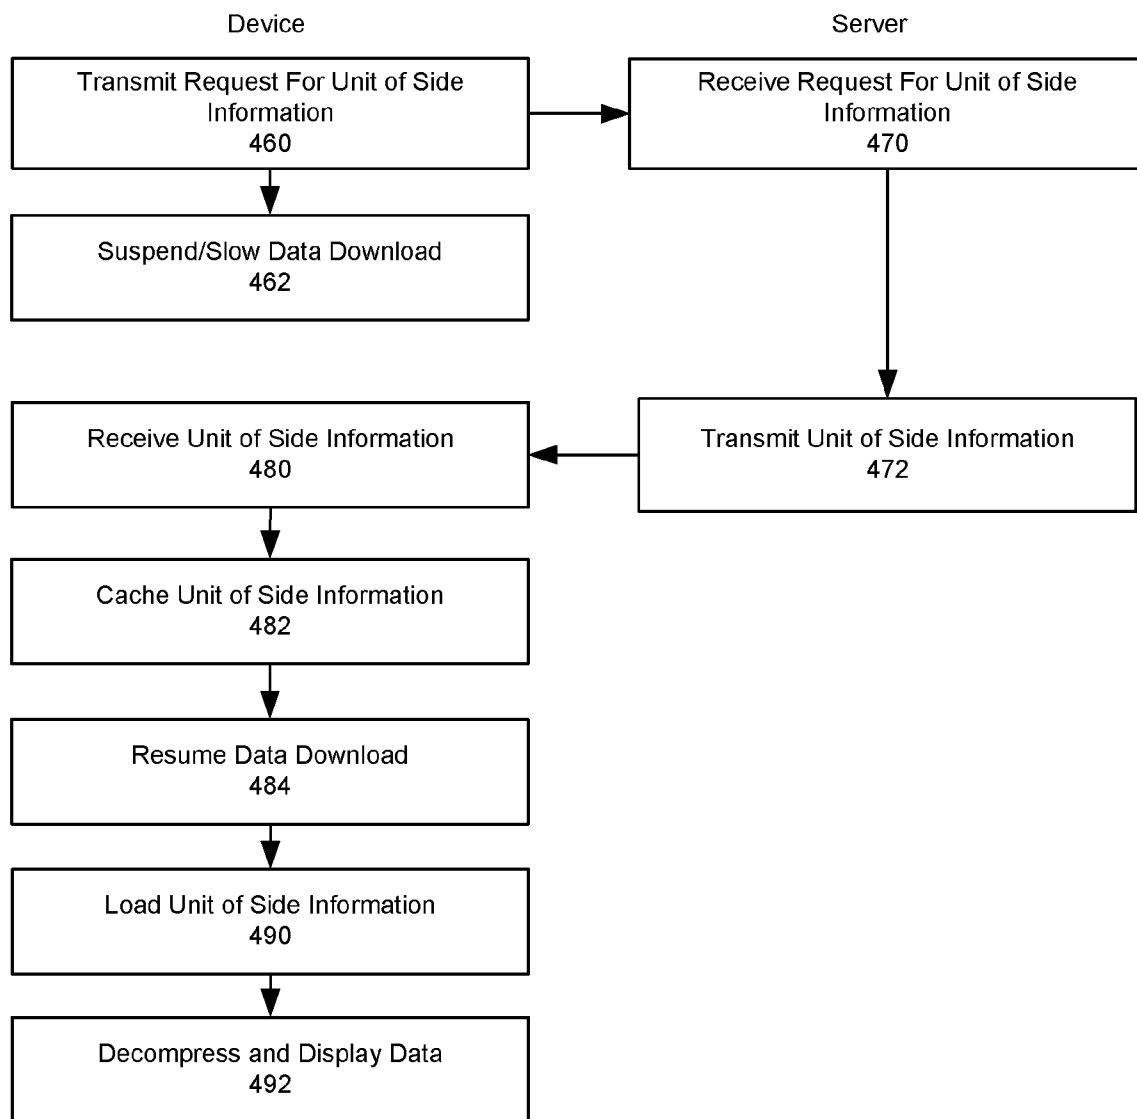 Device
Server
Transmit Request For Unit of Side
Information
460
Receive Request For Unit of Side
Information
470
Suspend/Slow Data Download
462
Receive Unit of Side Information
480
Transmit Unit of Side Information
472
Cache Unit of Side Information
482
Resume Data Download
484
Load Unit of Side Information
490
Decompress and Display Data
492